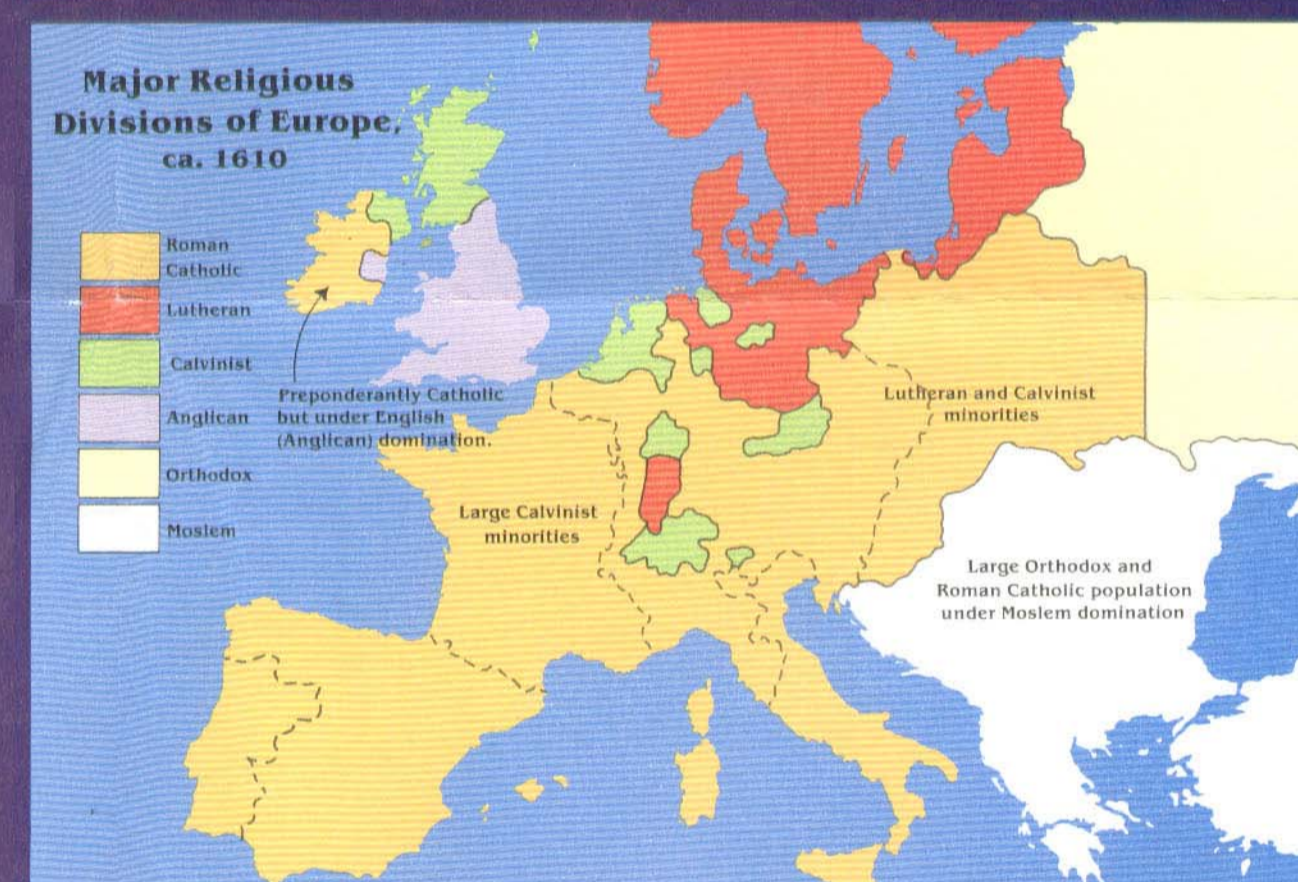 Major Religious
Divisions of Europe,
ca. 1610
Roman
Catholic
Lutheran
Calvinist
Anglican
Orthodox
Moslem
Preponderantly Catholic
but under English
(Anglican) domination.
Large Calvinist
minorities
Lutheran and Calvinist
minorities
Large Orthodox and
Roman Catholic population
under Moslem domination